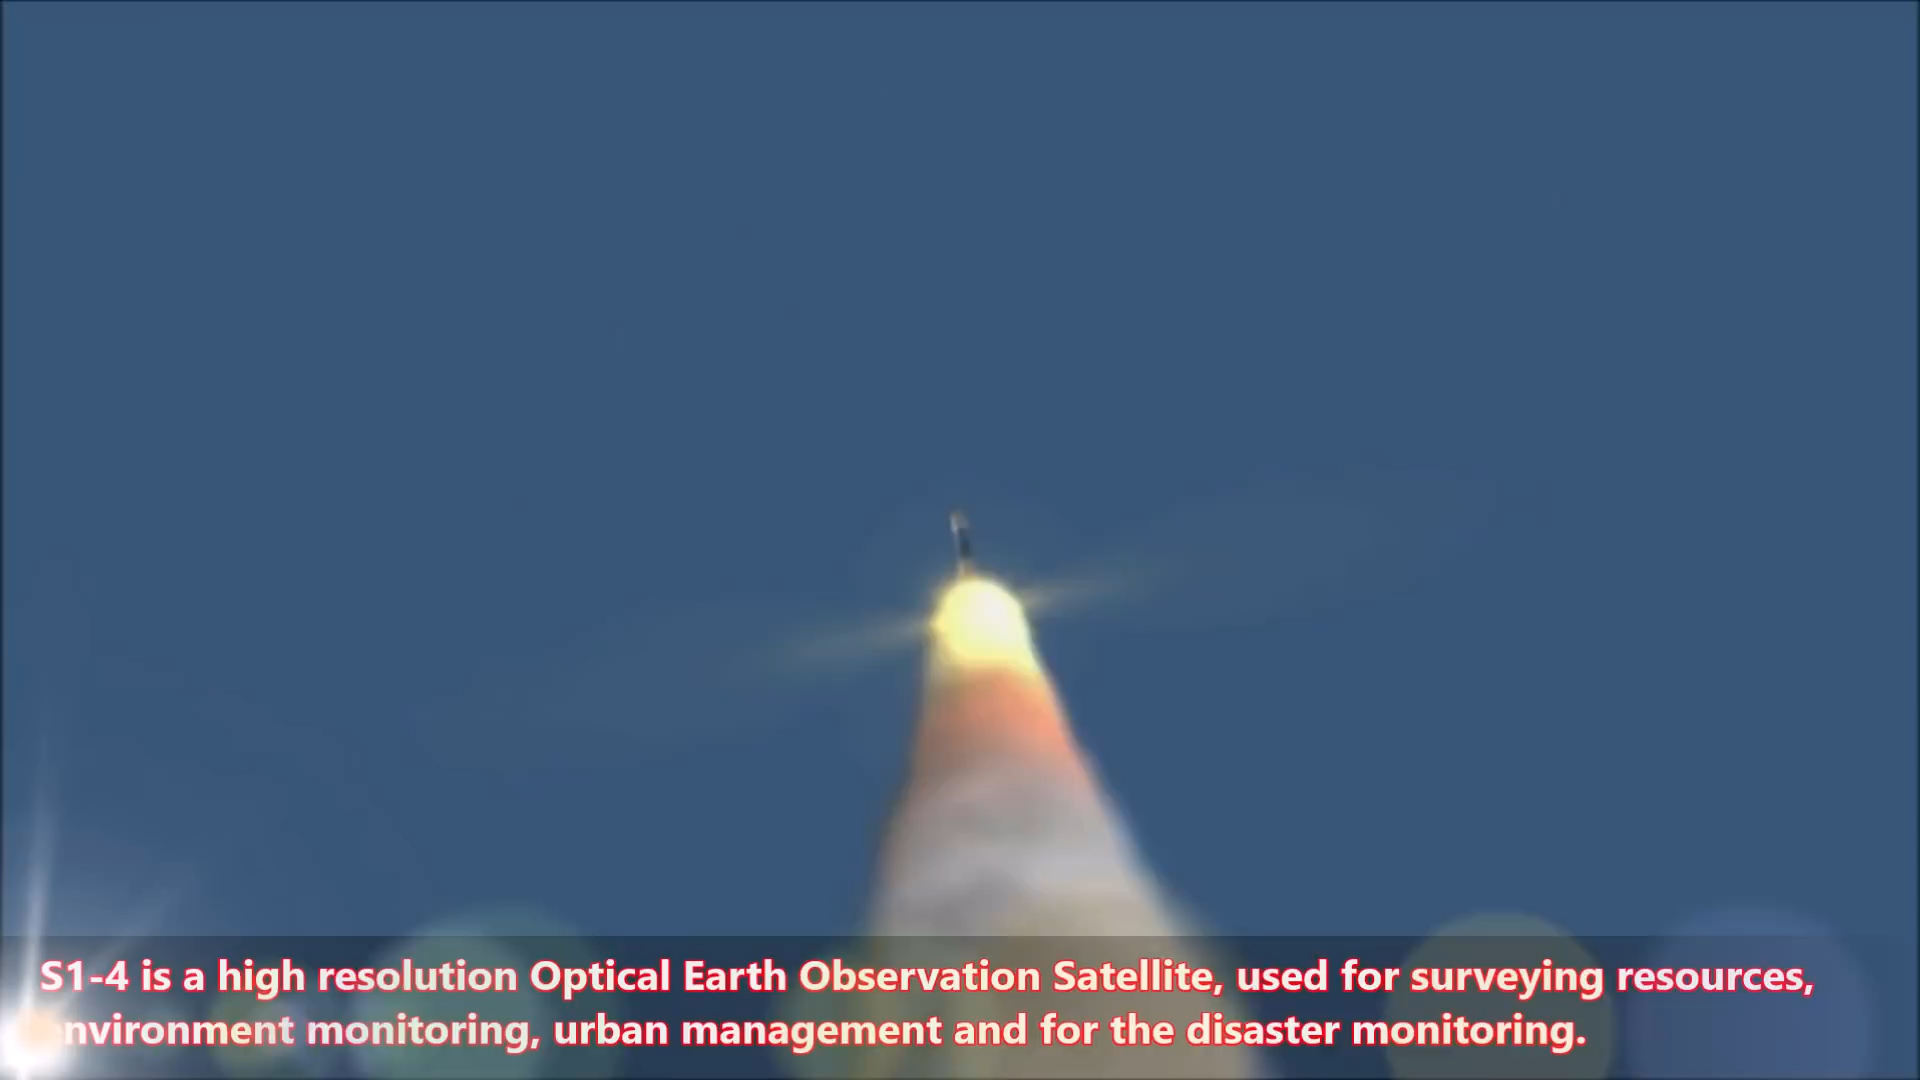 S1-4 is a high resolution Optical Earth Observation Satellite, used for surveying resources,
environment monitoring, urban management and for the disaster monitoring.